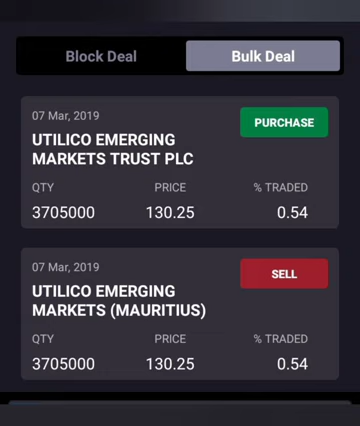 Block Deal Bulk Deal
07 Mar, 2019
PURCHASE
UTILICO EMERGING
MARKETS TRUST PLC
QTY PRICE % TRADED
3705000 130.25 0.54
07 Mar, 2019
SELL
UTILICO EMERGING
MARKETS (MAURITIUS)
QTY PRICE % TRADED
3705000 130.25 0.54